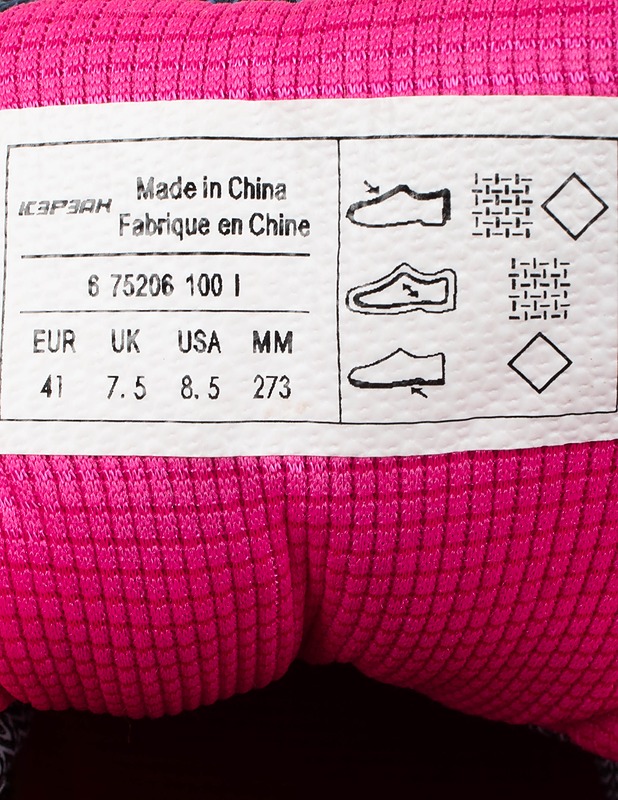 ICEPEAK
Made in China
Fabrique en Chine
6 75206 100 I
EUR UK USA MM
41 7.5 8.5 273